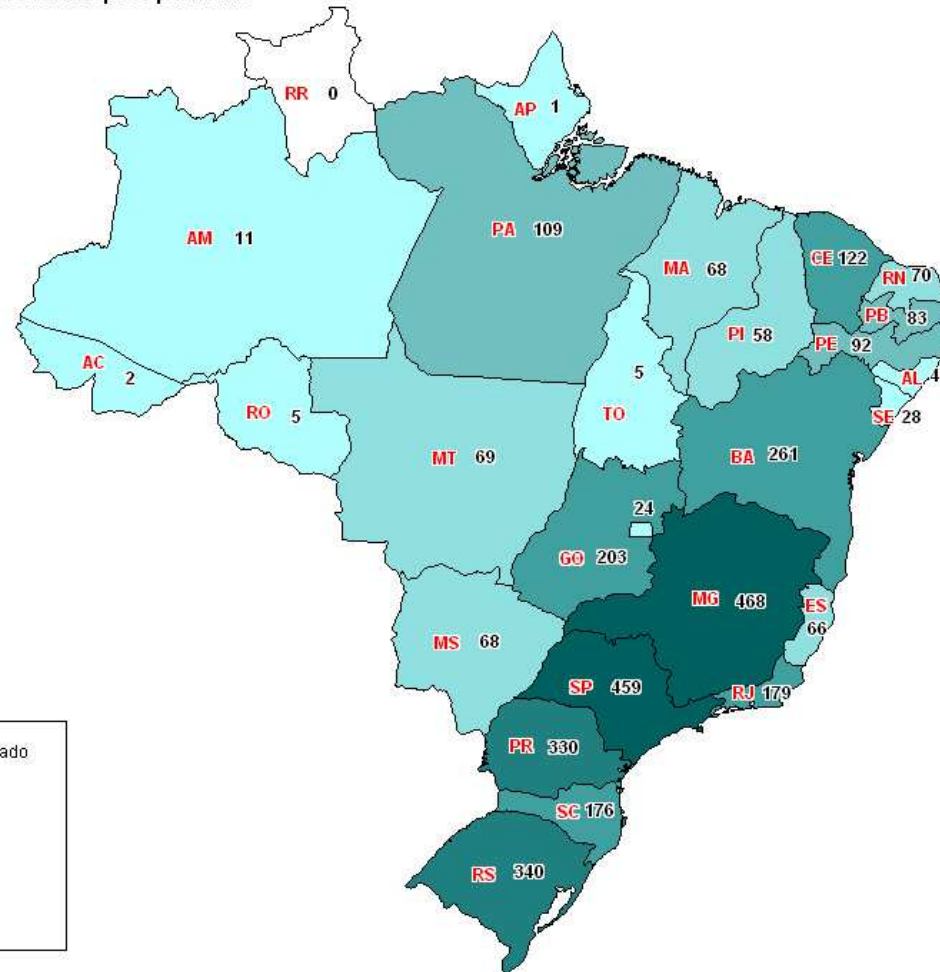 RR 0
AP 1
AM 11
PA 109
MA 68
CE 122
RN 70
PB 83
PI 58
PE 92
AC 2
AL 4
RO 5
TO 5
SE 28
MT 69
BA 261
24
GO 203
MG 468
ES 66
MS 68
SP 459
RJ 179
PR 330
ado
SC 176
RS 340